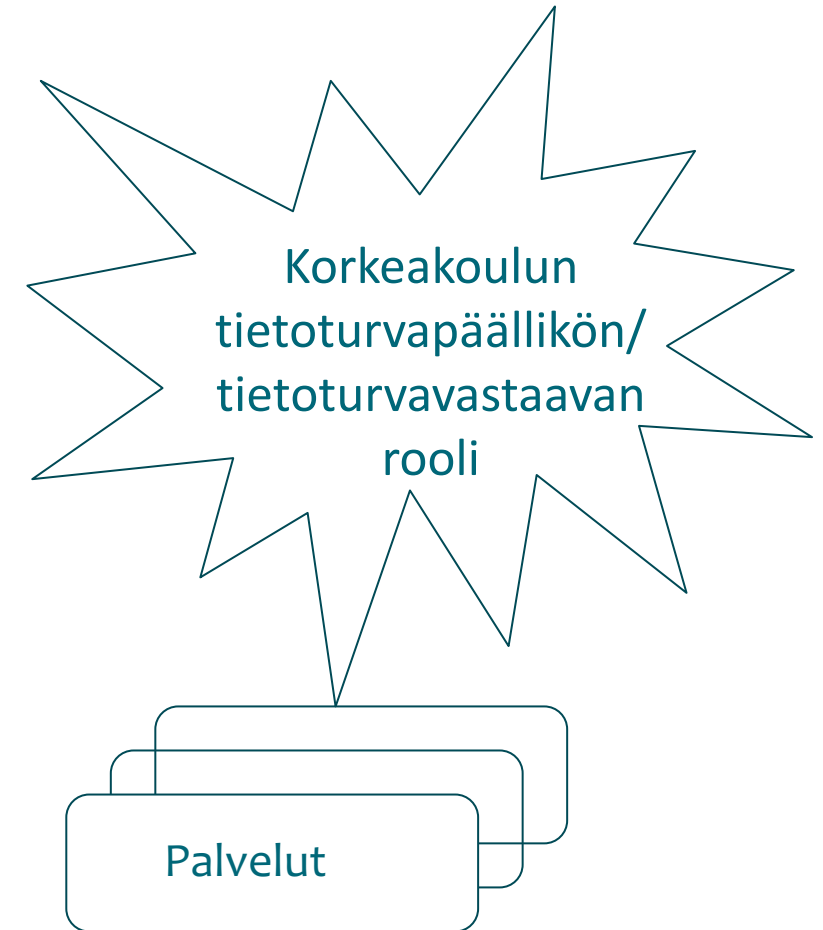 Korkeakoulun
tietoturvapäällikön/
tietoturvavastaavan
rooli
Palvelut